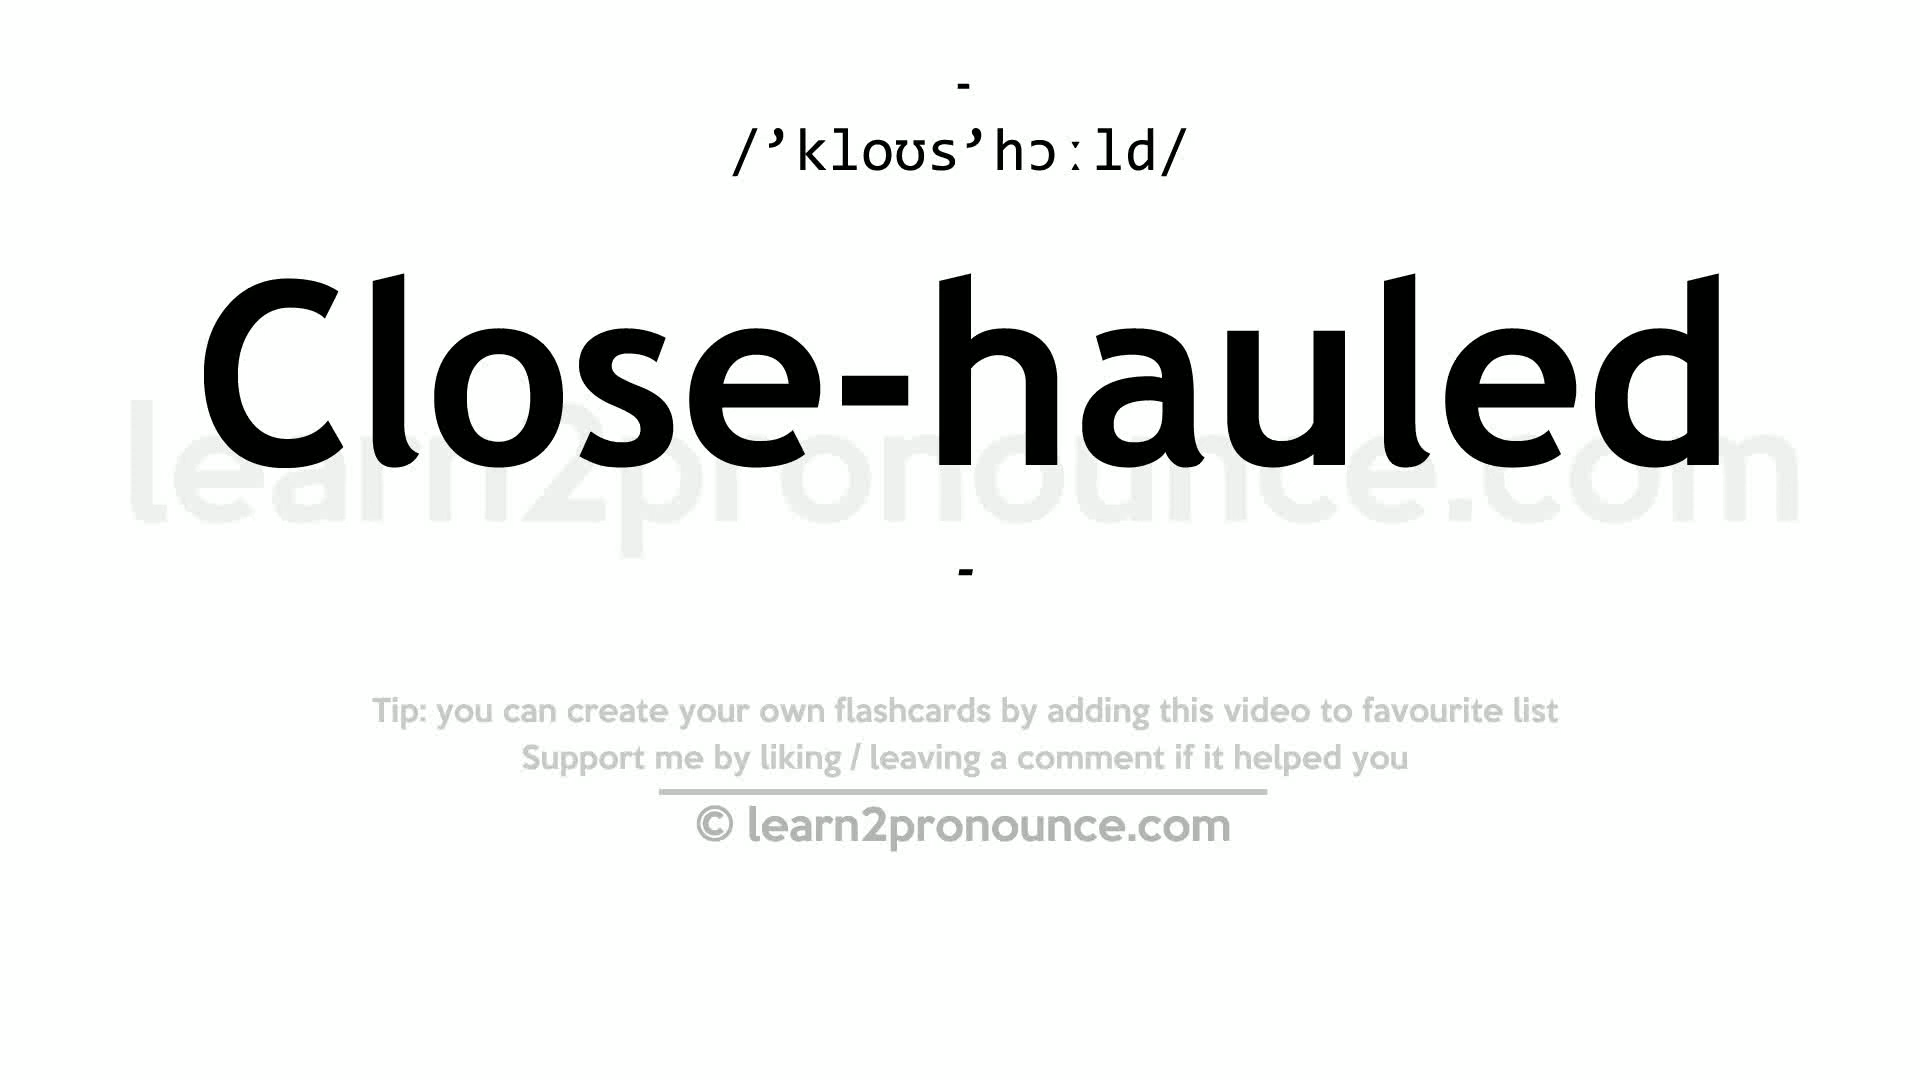 -
/’kloʊs’hɔːld/
Close-hauled
learn2pronounce.com
-
Tip: you can create your own flashcards by adding this video to favourite list
Support me by liking / leaving a comment if it helped you
© learn2pronounce.com